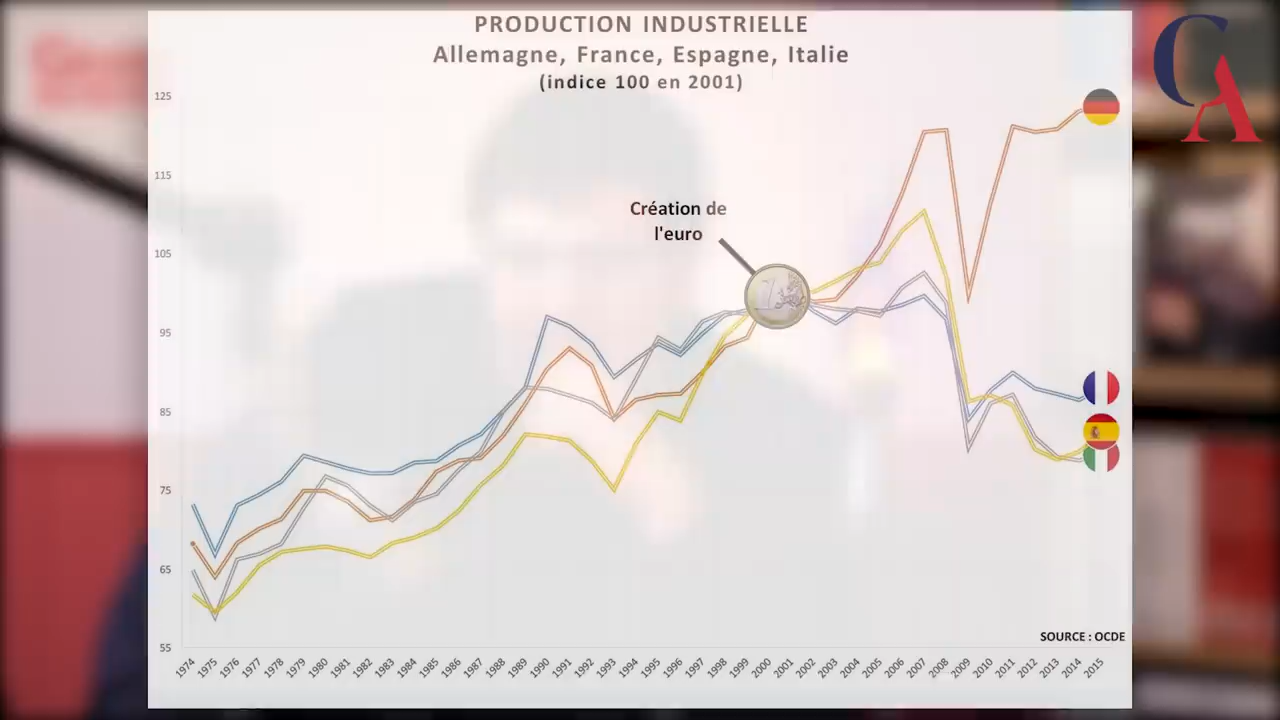 PRODUCTION INDUSTRIELLE
Allemagne, France, Espagne, Italie
(indice 100 en 2001)
CA
125
115
105
95
85
75
65
55
Création de
l'euro
1
SOURCE : OCDE
1974 1975 1976 1977 1978 1979 1980 1981 1982 1983 1984 1985 1986 1987 1988 1989 1990 1991 1992 1993 1994 1995 1996 1997 1998 1999 2000 2001 2002 2003 2004 2005 2006 2007 2008 2009 2010 2011 2012 2013 2014 2015